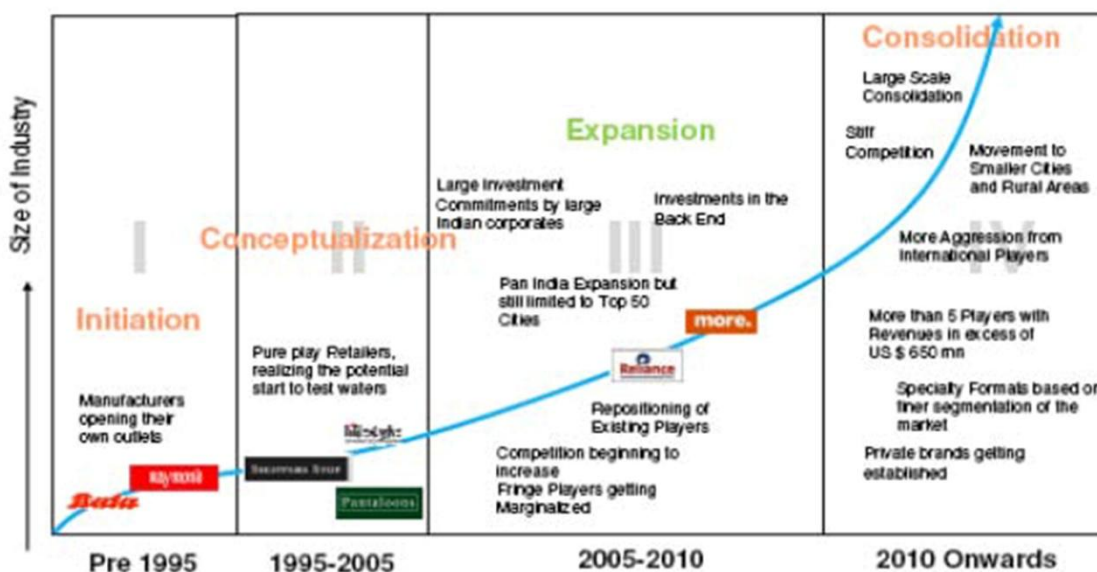 Size of Industry
I
Initiation
Manufacturers
opening their
own outlets
Bata
Raymond
Pre 1995
II
Conceptualization
Pure play Retailers,
realizing the potential
start to test waters
lifestyle
Shoppers Stop
Pantaloons
1995-2005
III
Expansion
Large Investment
Commitments by large
Indian corporates
Investments in the
Back End
Pan India Expansion but
still limited to Top 50
Cities
more.
Reliance
Repositioning of
Existing Players
Competition beginning to
increase
Fringe Players getting
Marginalized
2005-2010
IV
Consolidation
Large Scale
Consolidation
Stiff
Competition
Movement to
Smaller Cities
and Rural Areas
More Aggression from
International Players
More than 5 Players with
Revenues in excess of
US $ 650 mn
Specialty Formats based on
finer segmentation of the
market
Private brands getting
established
2010 Onwards